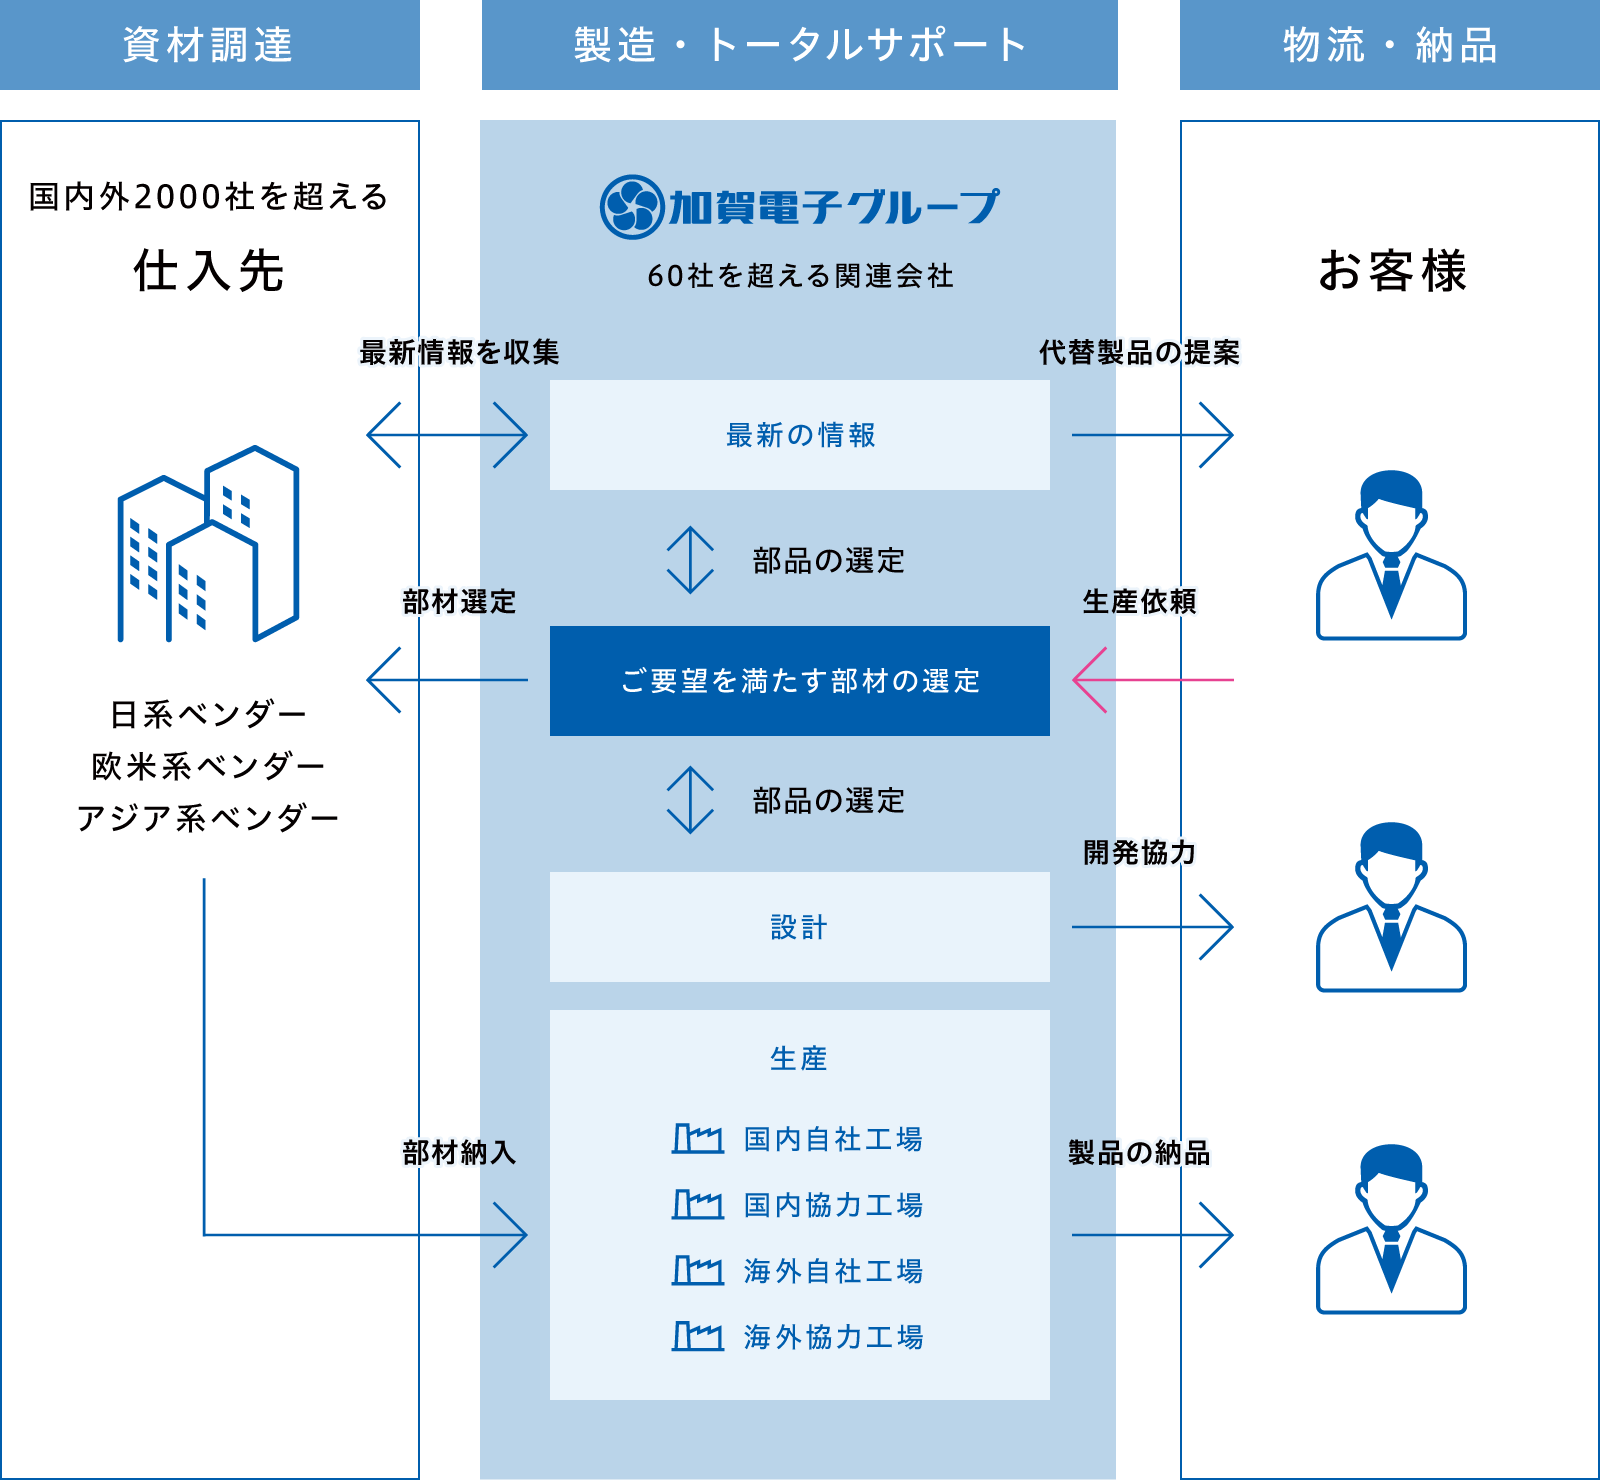 資材調達
製造・トータルサポート
物流・納品
国内外2000社を超える
仕入先
加賀電子グループ
60社を超える関連会社
お客様
最新情報を収集
代替製品の提案
最新の情報
部品の選定
部材選定
生産依頼
ご要望を満たす部材の選定
日系ベンダー
欧米系ベンダー
アジア系ベンダー
部品の選定
開発協力
設計
生産
部材納入
製品の納品
国内自社工場
国内協力工場
海外自社工場
海外協力工場